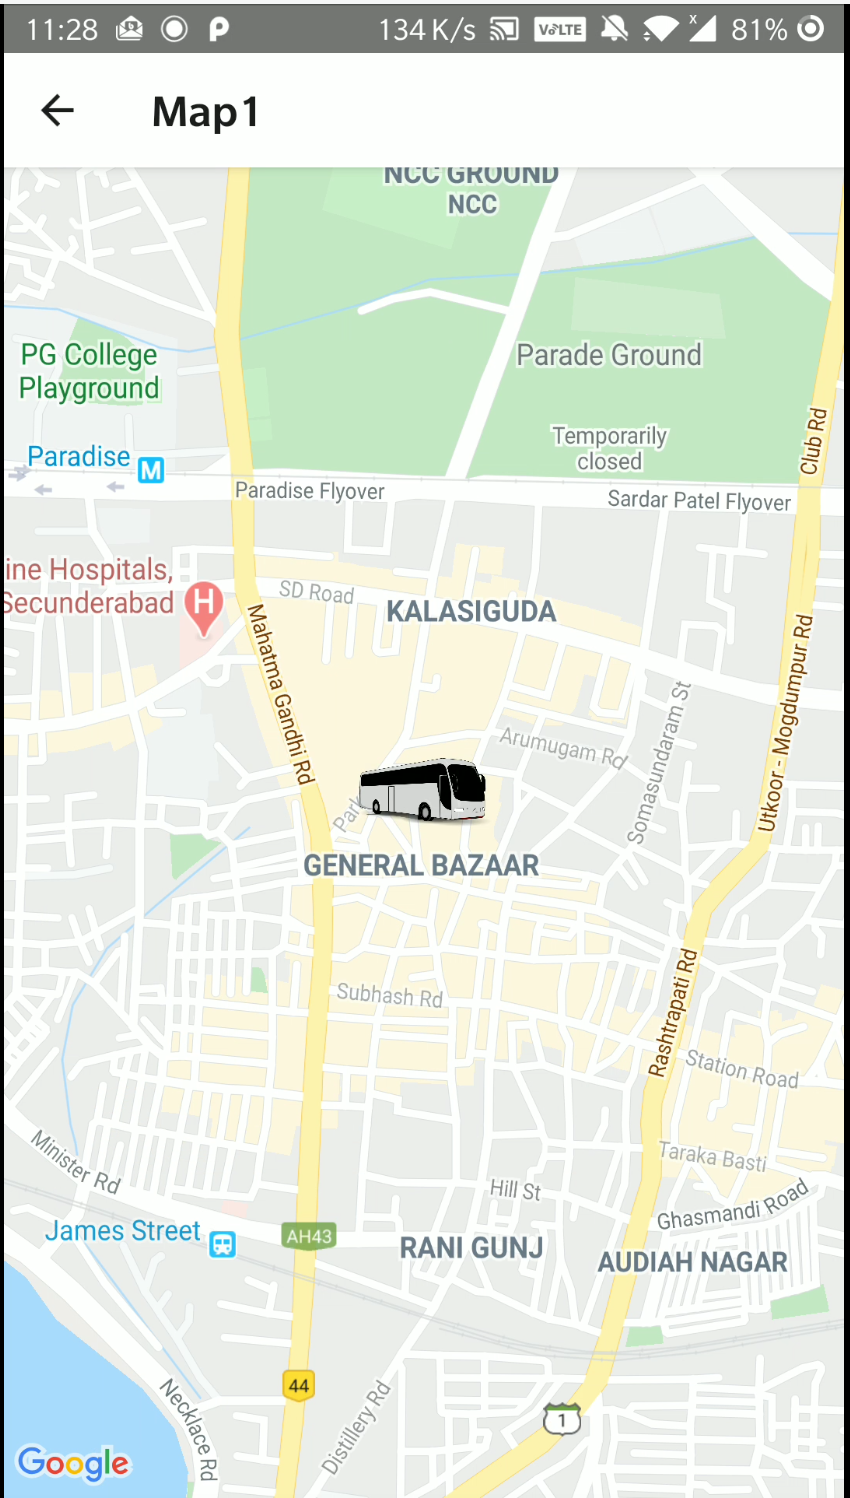 11:28 134 K/s VoLTE x 81%
Map1
NCC GROUND
NCC
PG College
Playground
Parade Ground
Temporarily
closed
Club Rd
Paradise M
Paradise Flyover
Sardar Patel Flyover
ine Hospitals,
Secunderabad
H
SD Road
KALASIGUDA
Mahatma Gandhi Rd
Utkoor - Mogdumpur Rd
Somasundaram St
Arumugam Rd
Park
GENERAL BAZAAR
Subhash Rd
Rashtrapati Rd
Station Road
Minister Rd
Taraka Basti
Hill St
Ghasmandi Road
James Street
AH43
RANI GUNJ
AUDIAH NAGAR
44
Necklace Rd
Distillery Rd
1
Google